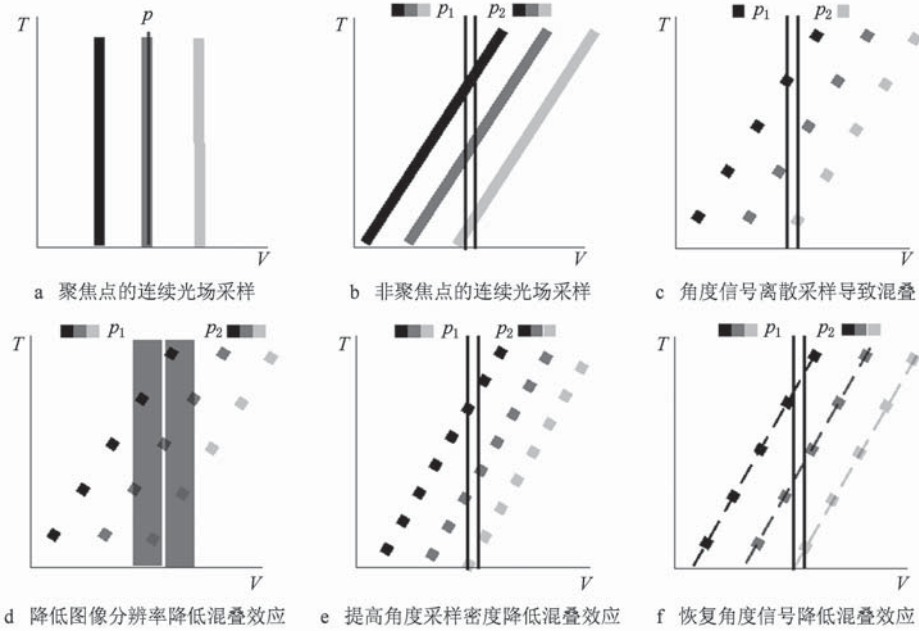 T p V
a 聚焦点的连续光场采样
T p₁ p₂ V
b 非聚焦点的连续光场采样
T p₁ p₂ V
c 角度信号离散采样导致混叠
T p₁ p₂ V
d 降低图像分辨率降低混叠效应
T p₁ p₂ V
e 提高角度采样密度降低混叠效应
T p₁ p₂ V
f 恢复角度信号降低混叠效应